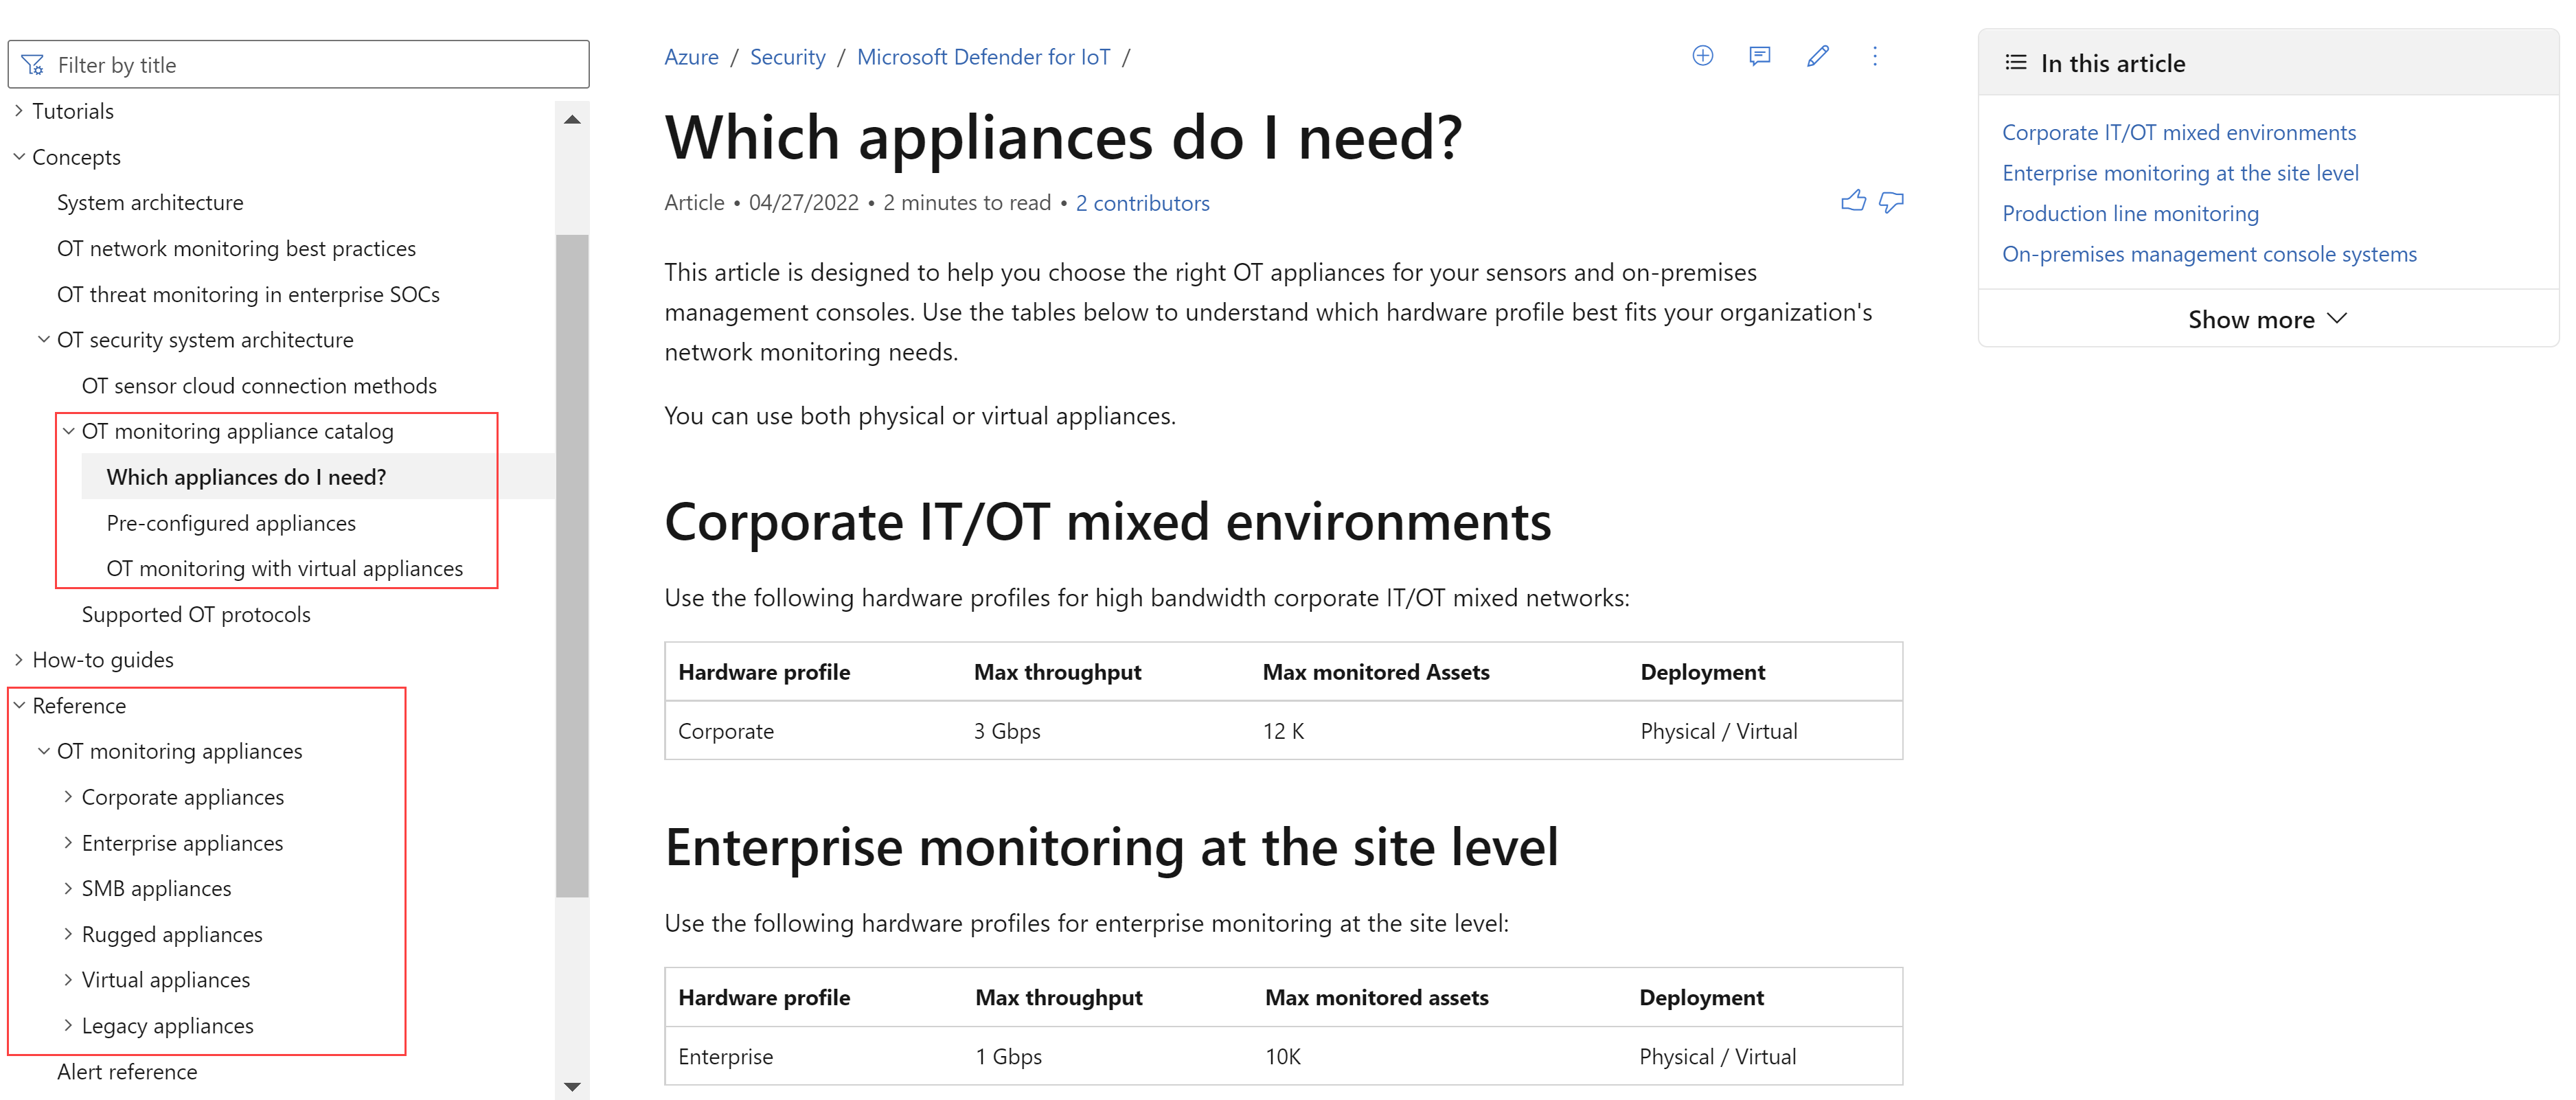 Filter by title
Tutorials
Concepts
System architecture
OT network monitoring best practices
OT threat monitoring in enterprise SOCs
OT security system architecture
OT sensor cloud connection methods
OT monitoring appliance catalog
Which appliances do I need?
Pre-configured appliances
OT monitoring with virtual appliances
Supported OT protocols
How-to guides
Reference
OT monitoring appliances
Corporate appliances
Enterprise appliances
SMB appliances
Rugged appliances
Virtual appliances
Legacy appliances
Alert reference
Azure / Security / Microsoft Defender for IoT /
Which appliances do I need?
Article • 04/27/2022 • 2 minutes to read • 2 contributors
This article is designed to help you choose the right OT appliances for your sensors and on-premises
management consoles. Use the tables below to understand which hardware profile best fits your organization's
network monitoring needs.
You can use both physical or virtual appliances.
Corporate IT/OT mixed environments
Use the following hardware profiles for high bandwidth corporate IT/OT mixed networks:
Hardware profile Max throughput Max monitored Assets Deployment
Corporate 3 Gbps 12 K Physical / Virtual
Enterprise monitoring at the site level
Use the following hardware profiles for enterprise monitoring at the site level:
Hardware profile Max throughput Max monitored assets Deployment
Enterprise 1 Gbps 10K Physical / Virtual
In this article
Corporate IT/OT mixed environments
Enterprise monitoring at the site level
Production line monitoring
On-premises management console systems
Show more